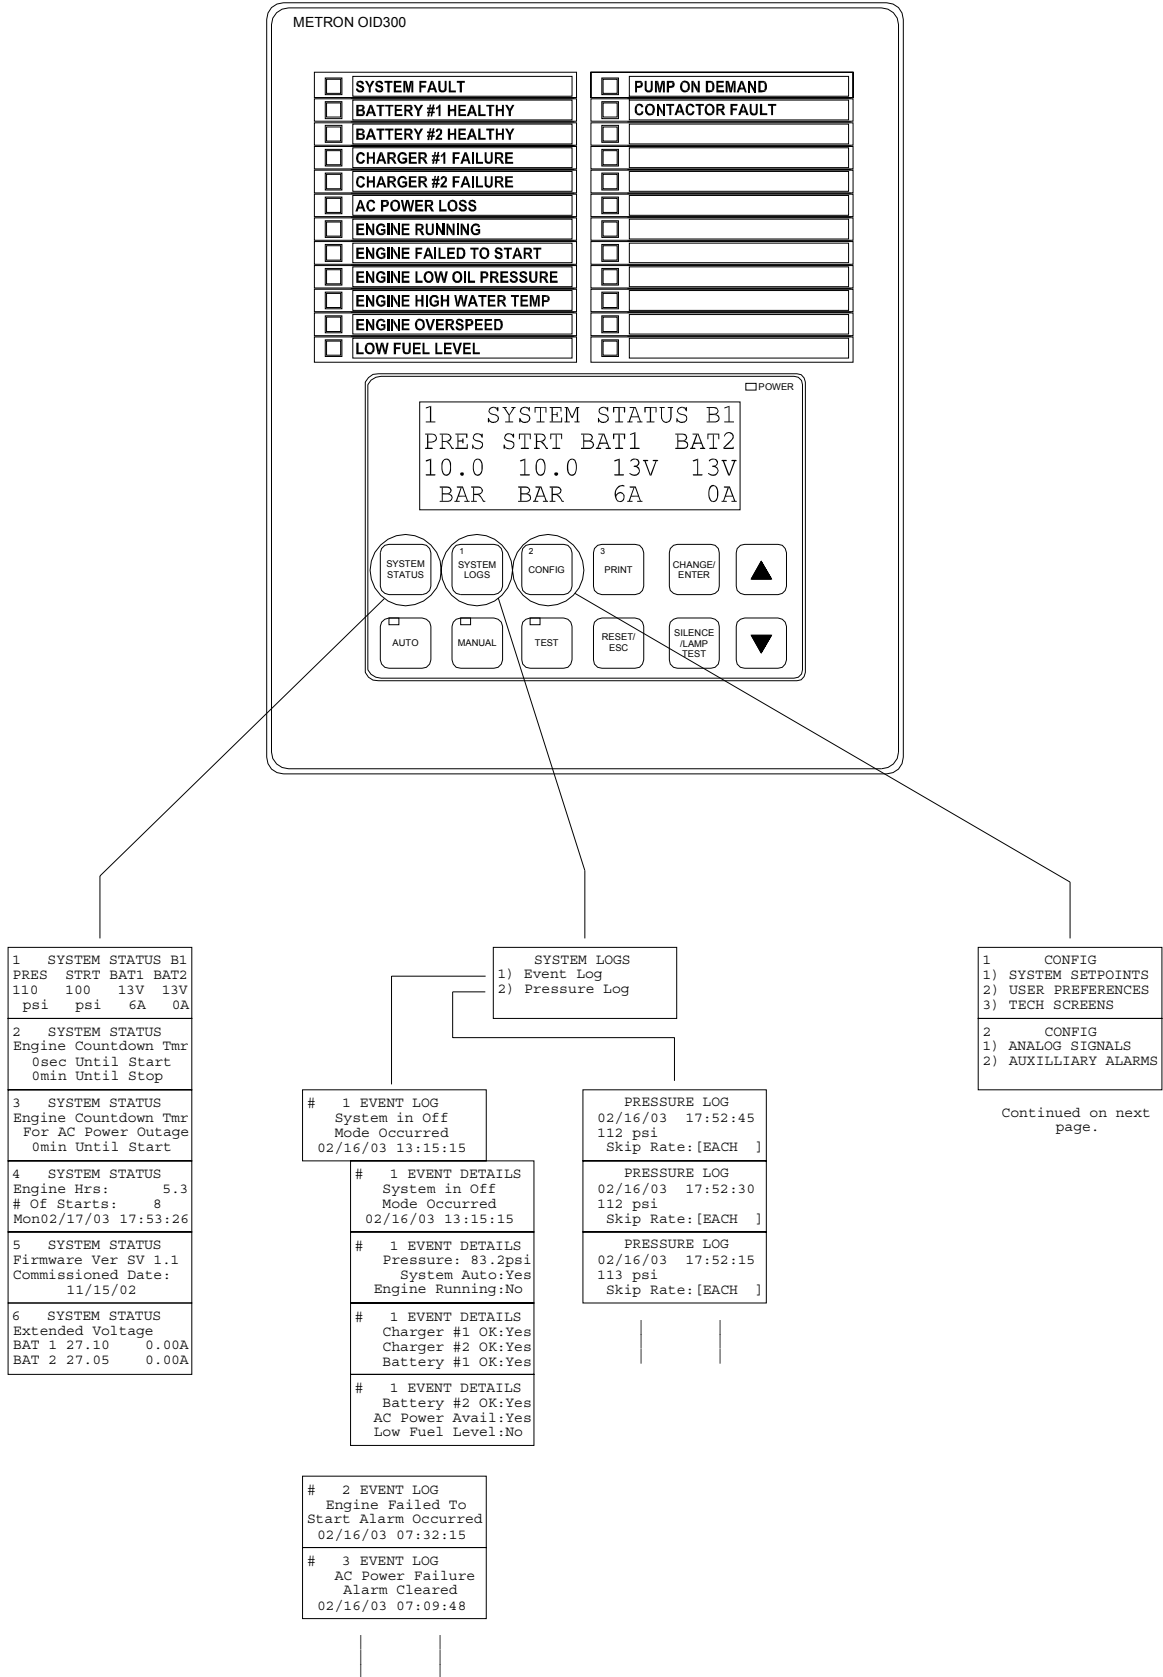 METRON OID300
SYSTEM FAULT
BATTERY #1 HEALTHY
BATTERY #2 HEALTHY
CHARGER #1 FAILURE
CHARGER #2 FAILURE
AC POWER LOSS
ENGINE RUNNING
ENGINE FAILED TO START
ENGINE LOW OIL PRESSURE
ENGINE HIGH WATER TEMP
ENGINE OVERSPEED
LOW FUEL LEVEL
PUMP ON DEMAND
CONTACTOR FAULT
POWER
1 SYSTEM STATUS B1
PRES STRT BAT1 BAT2
10.0 10.0 13V 13V
BAR BAR 6A 0A
SYSTEM
STATUS
1
SYSTEM
LOGS
2
CONFIG
3
PRINT
CHANGE/
ENTER
AUTO
MANUAL
TEST
RESET/
ESC
SILENCE
/LAMP
TEST
1 SYSTEM STATUS B1
PRES STRT BAT1 BAT2
110 100 13V 13V
psi psi 6A 0A
2 SYSTEM STATUS
Engine Countdown Tmr
0sec Until Start
0min Until Stop
3 SYSTEM STATUS
Engine Countdown Tmr
For AC Power Outage
0min Until Start
4 SYSTEM STATUS
Engine Hrs: 5.3
# Of Starts: 8
Mon02/17/03 17:53:26
5 SYSTEM STATUS
Firmware Ver SV 1.1
Commissioned Date:
11/15/02
6 SYSTEM STATUS
Extended Voltage
BAT 1 27.10 0.00A
BAT 2 27.05 0.00A
SYSTEM LOGS
1) Event Log
2) Pressure Log
# 1 EVENT LOG
System in Off
Mode Occurred
02/16/03 13:15:15
# 1 EVENT DETAILS
System in Off
Mode Occurred
02/16/03 13:15:15
# 1 EVENT DETAILS
Pressure: 83.2psi
System Auto:Yes
Engine Running:No
# 1 EVENT DETAILS
Charger #1 OK:Yes
Charger #2 OK:Yes
Battery #1 OK:Yes
# 1 EVENT DETAILS
Battery #2 OK:Yes
AC Power Avail:Yes
Low Fuel Level:No
# 2 EVENT LOG
Engine Failed To
Start Alarm Occurred
02/16/03 07:32:15
# 3 EVENT LOG
AC Power Failure
Alarm Cleared
02/16/03 07:09:48
PRESSURE LOG
02/16/03 17:52:45
112 psi
Skip Rate:[EACH ]
PRESSURE LOG
02/16/03 17:52:30
112 psi
Skip Rate:[EACH ]
PRESSURE LOG
02/16/03 17:52:15
113 psi
Skip Rate:[EACH ]
1 CONFIG
1) SYSTEM SETPOINTS
2) USER PREFERENCES
3) TECH SCREENS
2 CONFIG
1) ANALOG SIGNALS
2) AUXILLIARY ALARMS
Continued on next
page.